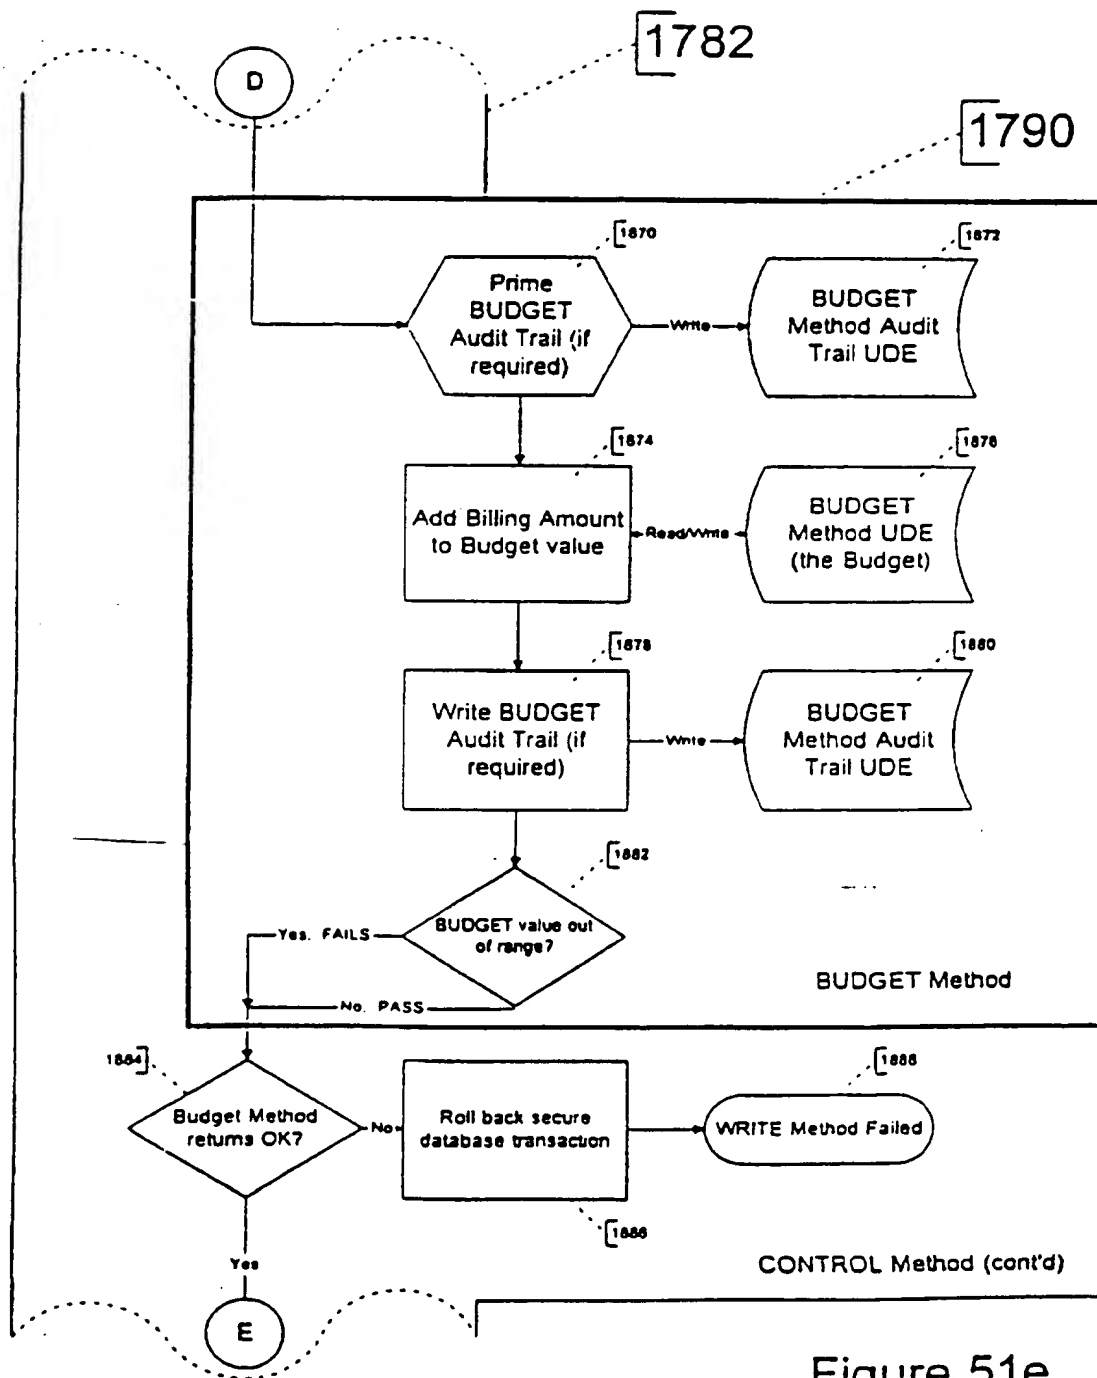 1782
D
1790
1870
1872
Prime
BUDGET
Audit Trail (if
required)
Write
BUDGET
Method Audit
Trail UDE
1874
1876
Add Billing Amount
to Budget value
Read/Write
BUDGET
Method UDE
(the Budget)
1878
1880
Write BUDGET
Audit Trail (if
required)
Write
BUDGET
Method Audit
Trail UDE
1882
BUDGET value out
of range?
Yes. FAILS
No. PASS
BUDGET Method
1884
Budget Method
returns OK?
No
Roll back secure
database transaction
1888
WRITE Method Failed
1886
Yes
CONTROL Method (cont'd)
E
Figure 51e